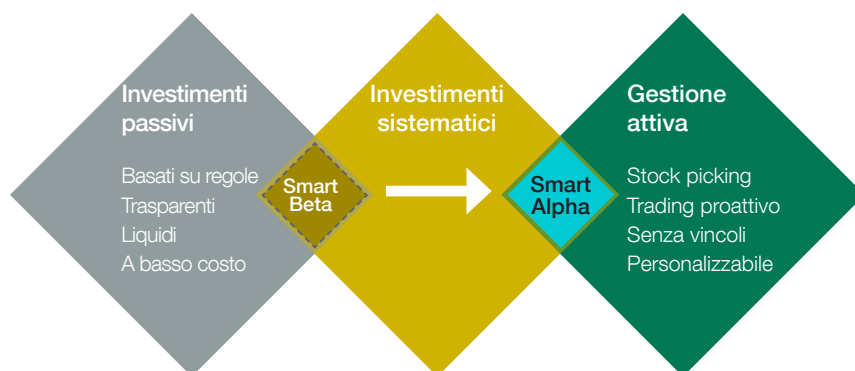 Investimenti
passivi
Basati su regole
Trasparenti
Liquidi
A basso costo
Smart
Beta
Investimenti
sistematici
Smart
Alpha
Gestione
attiva
Stock picking
Trading proattivo
Senza vincoli
Personalizzabile